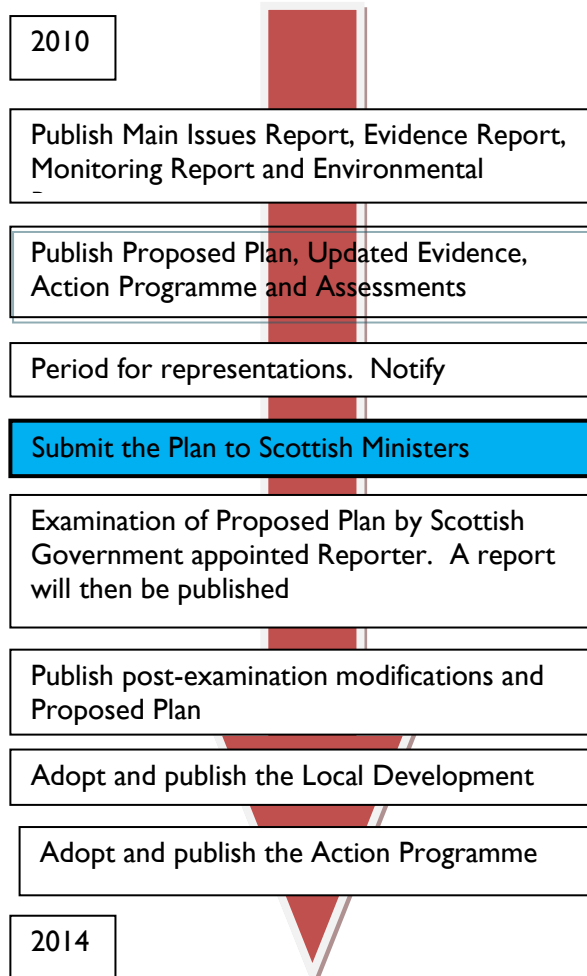 2010
Publish Main Issues Report, Evidence Report,
Monitoring Report and Environmental
Publish Proposed Plan, Updated Evidence,
Action Programme and Assessments
Period for representations. Notify
Submit the Plan to Scottish Ministers
Examination of Proposed Plan by Scottish
Government appointed Reporter. A report
will then be published
Publish post-examination modifications and
Proposed Plan
Adopt and publish the Local Development
Adopt and publish the Action Programme
2014